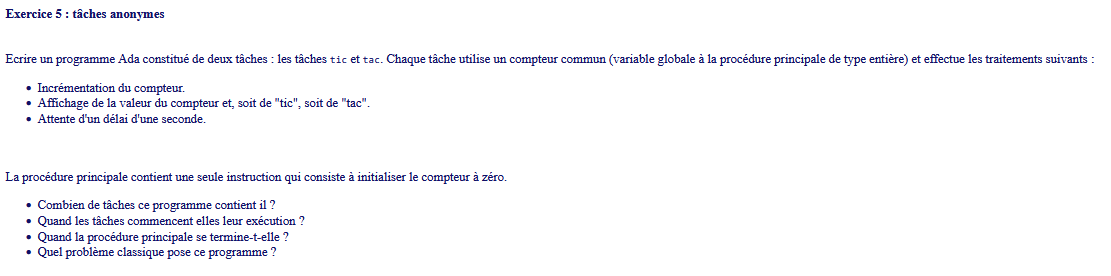 Exercice 5 : tâches anonymes
Ecrire un programme Ada constitué de deux tâches : les tâches tic et tac. Chaque tâche utilise un compteur commun (variable globale à la procédure principale de type entière) et effectue les traitements suivants :
• Incrémentation du compteur.
• Affichage de la valeur du compteur et, soit de "tic", soit de "tac".
• Attente d'un délai d'une seconde.
La procédure principale contient une seule instruction qui consiste à initialiser le compteur à zéro.
• Combien de tâches ce programme contient il ?
• Quand les tâches commencent elles leur exécution ?
• Quand la procédure principale se termine-t-elle ?
• Quel problème classique pose ce programme ?